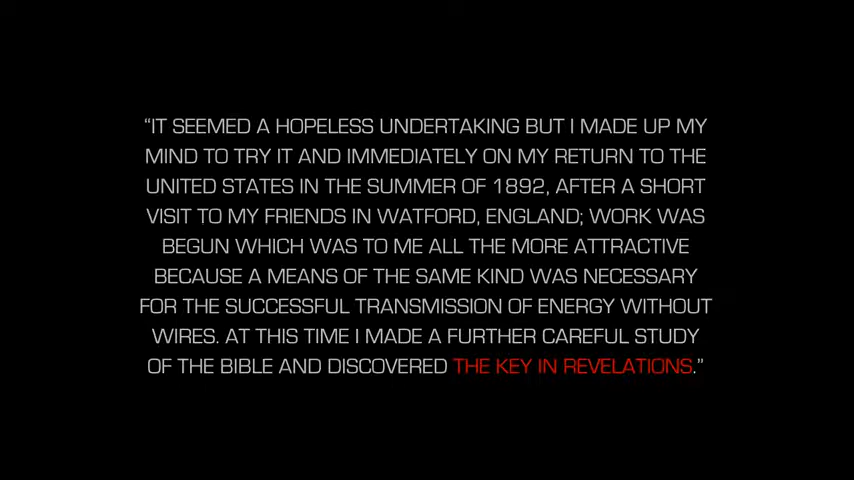 “IT SEEMED A HOPELESS UNDERTAKING BUT I MADE UP MY
MIND TO TRY IT AND IMMEDIATELY ON MY RETURN TO THE
UNITED STATES IN THE SUMMER OF 1892, AFTER A SHORT
VISIT TO MY FRIENDS IN WATFORD, ENGLAND; WORK WAS
BEGUN WHICH WAS TO ME ALL THE MORE ATTRACTIVE
BECAUSE A MEANS OF THE SAME KIND WAS NECESSARY
FOR THE SUCCESSFUL TRANSMISSION OF ENERGY WITHOUT
WIRES. AT THIS TIME I MADE A FURTHER CAREFUL STUDY
OF THE BIBLE AND DISCOVERED THE KEY IN REVELATIONS.”